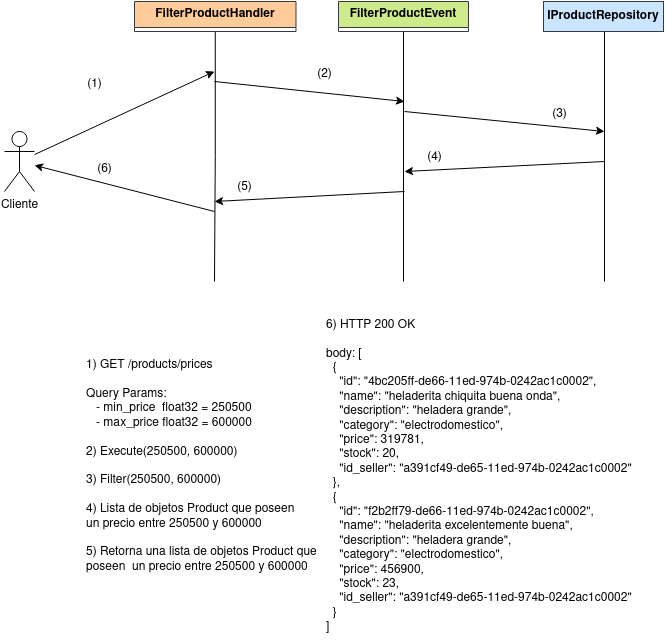 FilterProductHandler
FilterProductEvent
IProductRepository
(1)
(2)
(3)
(4)
(5)
(6)
Cliente
1) GET /products/prices
Query Params:
- min_price float32 = 250500
- max_price float32 = 600000
2) Execute(250500, 600000)
3) Filter(250500, 600000)
4) Lista de objetos Product que poseen
un precio entre 250500 y 600000
5) Retorna una lista de objetos Product que
poseen un precio entre 250500 y 600000
6) HTTP 200 OK
body: [
{
"id": "4bc205ff-de66-11ed-974b-0242ac1c0002",
"name": "heladerita chiquita buena onda",
"description": "heladera grande",
"category": "electrodomestico",
"price": 319781,
"stock": 20,
"id_seller": "a391cf49-de65-11ed-974b-0242ac1c0002"
},
{
"id": "f2b2ff79-de66-11ed-974b-0242ac1c0002",
"name": "heladerita excelentemente buena",
"description": "heladera grande",
"category": "electrodomestico",
"price": 456900,
"stock": 23,
"id_seller": "a391cf49-de65-11ed-974b-0242ac1c0002"
}
]